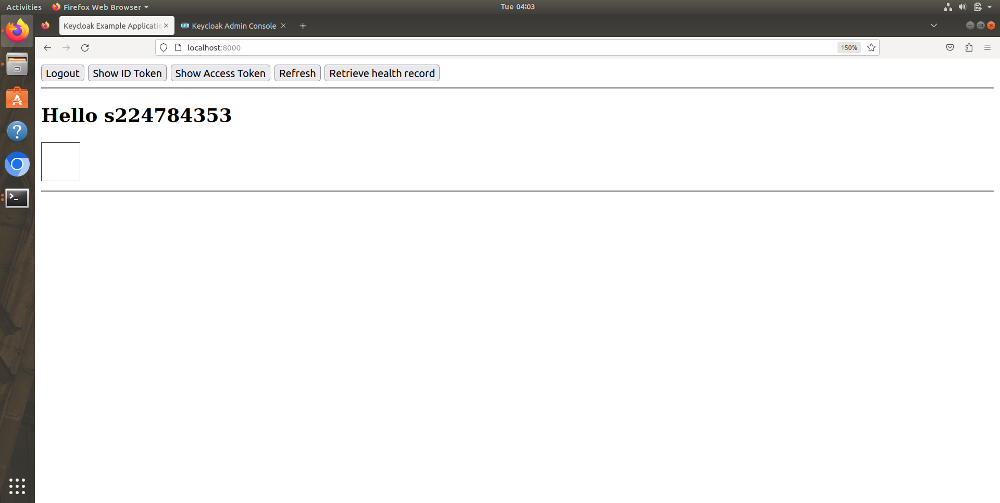 Activities Firefox Web Browser Tue 04:03
Keycloak Example Applicatio Keycloak Admin Console
localhost:8000 150%
Logout Show ID Token Show Access Token Refresh Retrieve health record
Hello s224784353